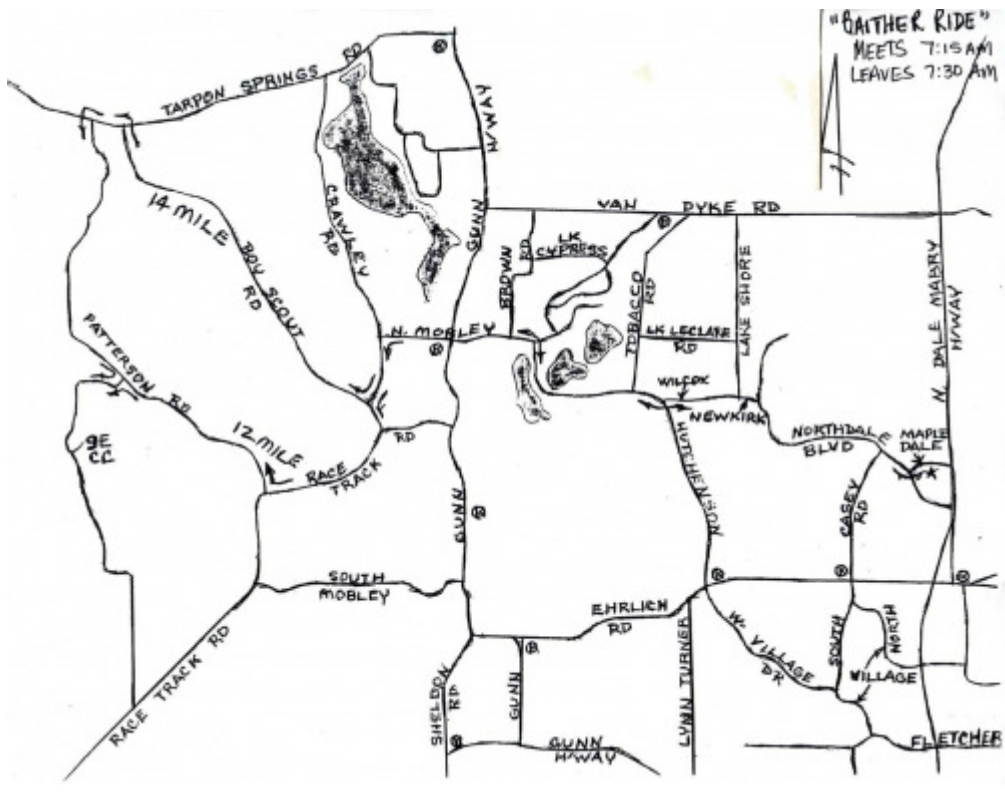 "BAITHER RIDE"
MEETS 7:15 AM
LEAVES 7:30 AM
TARPON SPRINGS RD
H/WAY
GUNN
14 MILE
BOY SCOUT
RD
CRAWLEY
RD
VAN DYKE RD
LK
CYPRESS
BROWN
RD
TOBACCO
RD
LAKE SHORE
N. DALE MABRY
H/WAY
N. MOBLEY
LK LECLARE
RD
PATTERSON RD
WILCOX
NEWKIRK
12 MILE
RACE
TRACK
RD
HUTCHENSON
NORTHDALE
BLVD
MAPLE
DALE
CASEY
RD
GUNN
SOUTH
MOBLEY
EHRLICH
RD
RACE TRACK RD
W. VILLAGE
DR
SOUTH
NORTH
VILLAGE
SHELDON
RD
GUNN
LYNN TURNER
GUNN
H/WAY
FLETCHER